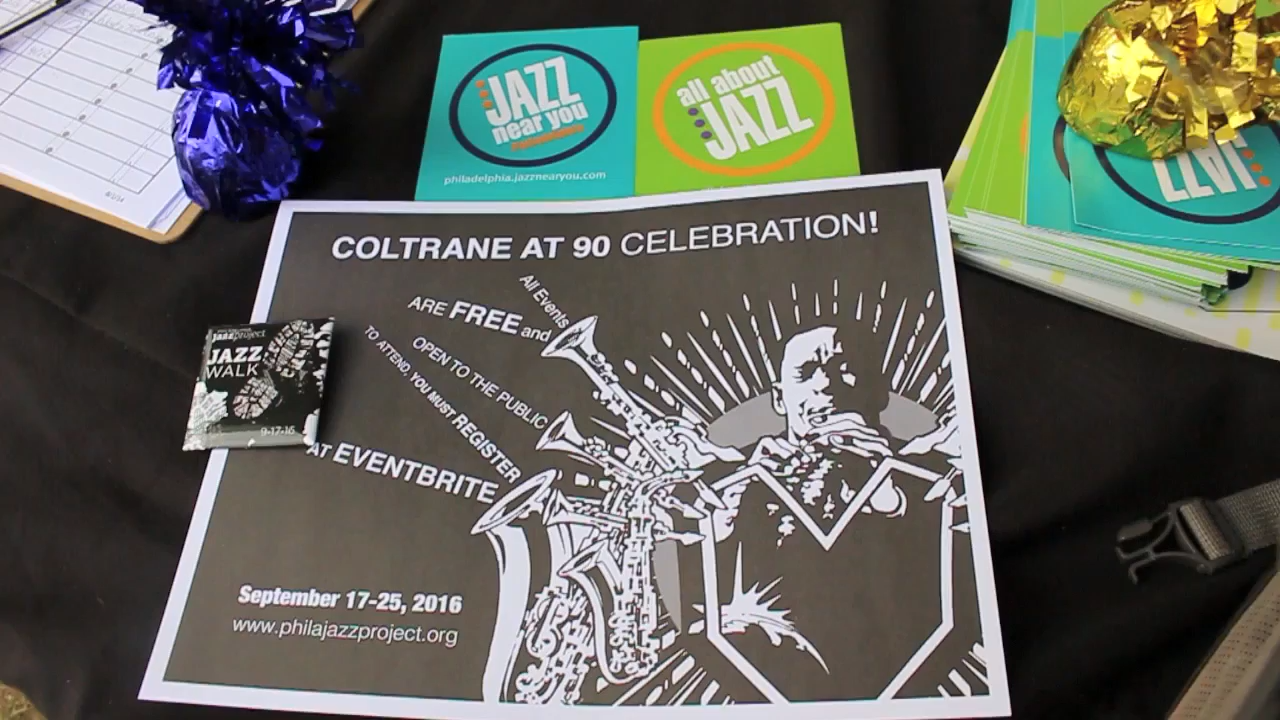 JAZZ
near you
philadelphia.jazznearyou.com
all about
JAZZ
JAZZ
COLTRANE AT 90 CELEBRATION!
All Events
ARE FREE and
OPEN TO THE PUBLIC
TO ATTEND, YOU MUST REGISTER
AT EVENTBRITE
jazzproject
JAZZ
WALK
9-17-16
September 17-25, 2016
www.philajazzproject.org